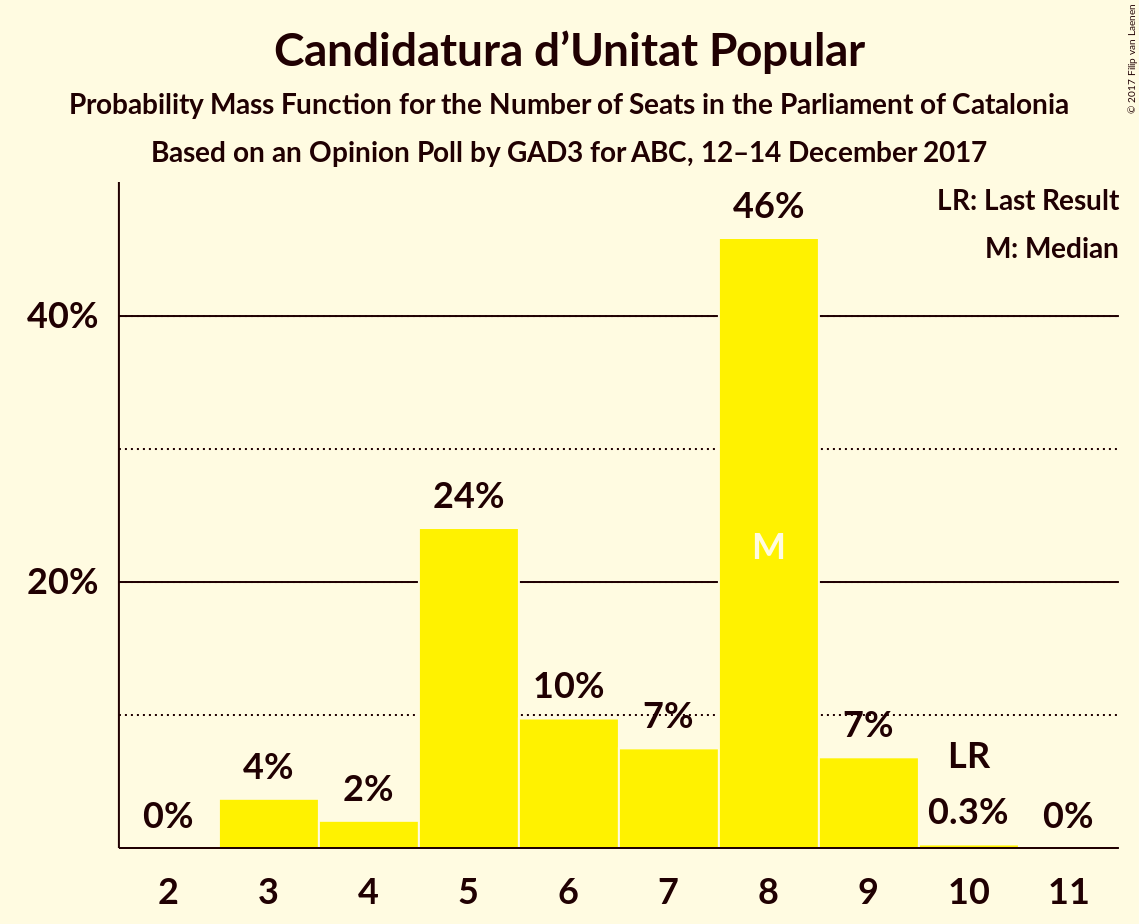 Candidatura d’Unitat Popular
Probability Mass Function for the Number of Seats in the Parliament of Catalonia
Based on an Opinion Poll by GAD3 for ABC, 12–14 December 2017
© 2017 Filip van Laenen
LR: Last Result
M: Median
40%
20%
0%
4%
2%
24%
10%
7%
46%
M
7%
LR
0.3%
0%
2 3 4 5 6 7 8 9 10 11